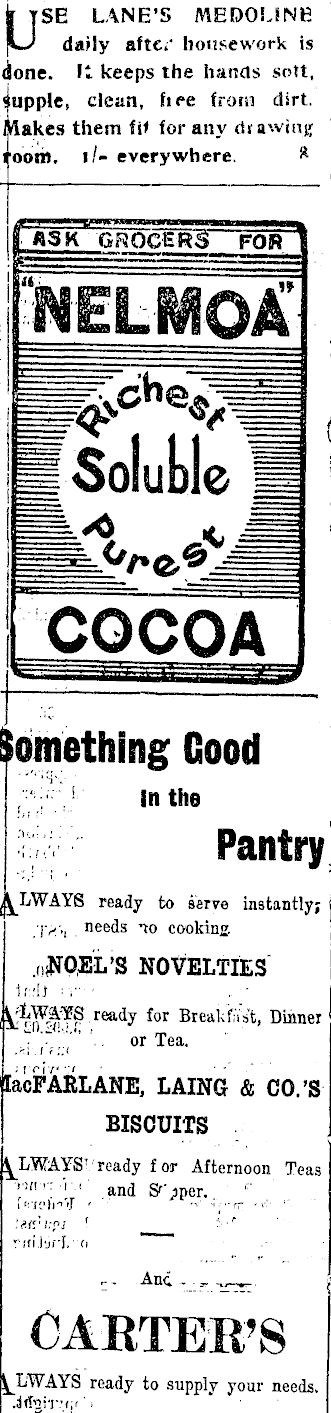 USE LANE'S MEDOLINE
daily after housework is
done. It keeps the hands soft,
supple, clean, free from dirt.
Makes them fit for any drawing
room. 1/- everywhere. 8
ASK GROCERS FOR
"NELMOA"
Richest
Soluble
Purest
COCOA
Something Good
In the
Pantry
ALWAYS ready to serve instantly;
needs no cooking.
NOEL'S NOVELTIES
ALWAYS ready for Breakfast, Dinner
or Tea.
MacFARLANE, LAING & CO.'S
BISCUITS
ALWAYS ready for Afternoon Teas
and Supper.
And
CARTER'S
ALWAYS ready to supply your needs.